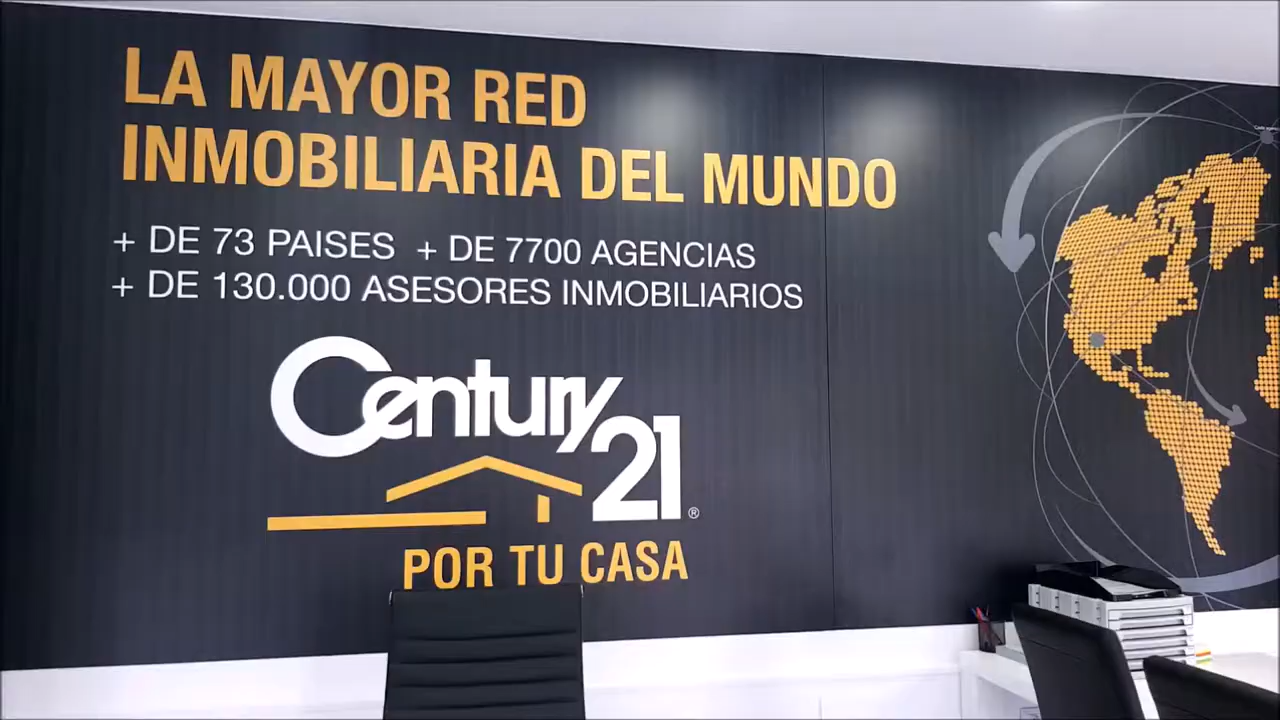 LA MAYOR RED
INMOBILIARIA DEL MUNDO
+ DE 73 PAISES + DE 7700 AGENCIAS
+ DE 130.000 ASESORES INMOBILIARIOS
Century
21®
POR TU CASA